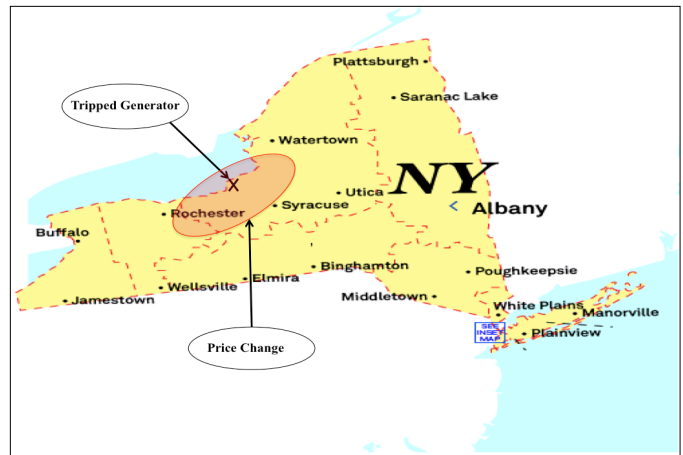 Plattsburgh
Saranac Lake
Tripped Generator
Watertown
X
NY
Utica
Syracuse
Rochester
< Albany
Buffalo
Binghamton
Elmira
Poughkeepsie
Wellsville
Jamestown
Middletown
White Plains
Manorville
SEE
INSET
MAP
Plainview
Price Change